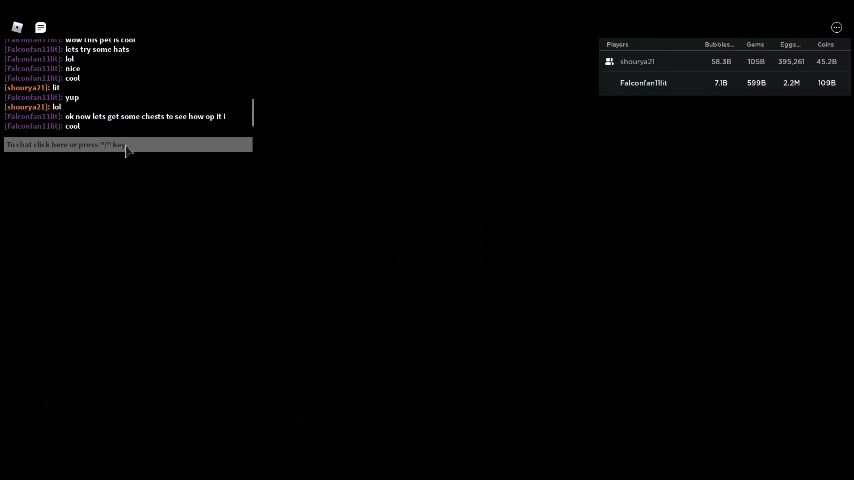 [Falconfan11lit]: wow this pet is cool
[Falconfan11lit]: lets try some hats
[Falconfan11lit]: lol
[Falconfan11lit]: nice
[Falconfan11lit]: cool
[shourya21]: lit
[Falconfan11lit]: yup
[shourya21]: lol
[Falconfan11lit]: ok now lets get some chests to see how op it i
[Falconfan11lit]: cool
To chat click here or press "/" key
Players Bubbles... Gems Eggs... Coins
shourya21 58.3B 105B 395,261 45.2B
Falconfan11lit 7.1B 599B 2.2M 109B